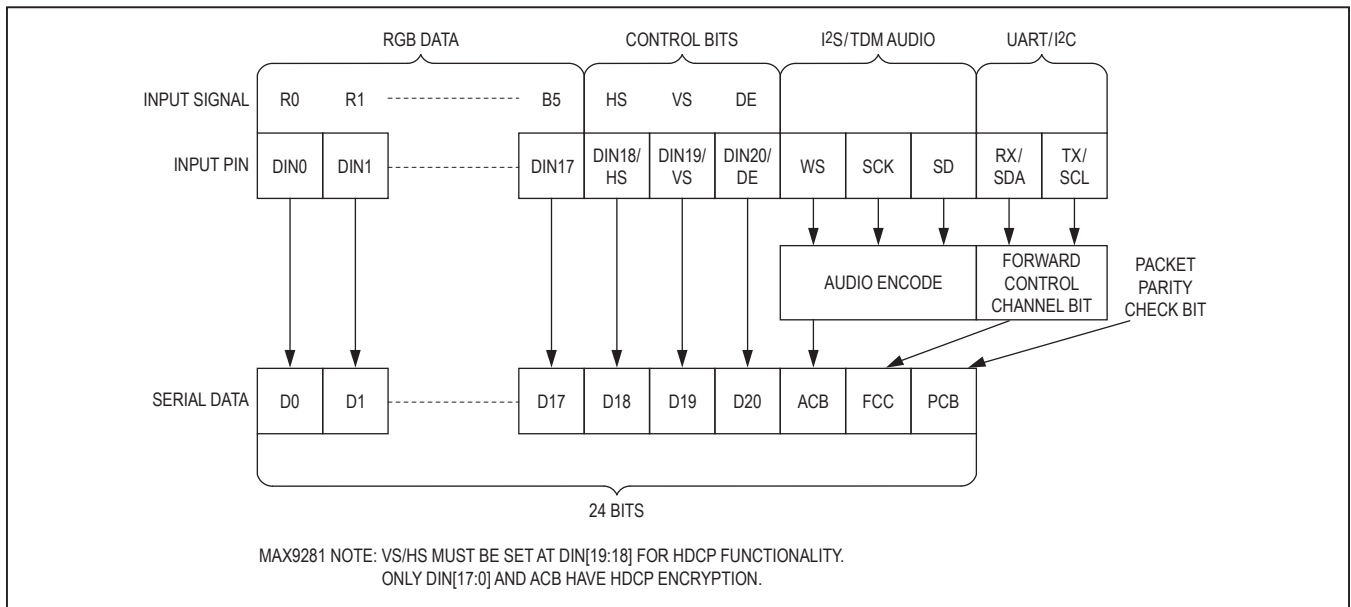 RGB DATA CONTROL BITS I²S/TDM AUDIO UART/I²C
INPUT SIGNAL R0 R1 B5 HS VS DE
INPUT PIN DIN0 DIN1 DIN17 DIN18/ HS DIN19/ VS DIN20/ DE WS SCK SD RX/ SDA TX/ SCL
AUDIO ENCODE
FORWARD
CONTROL
CHANNEL BIT
PACKET
PARITY
CHECK BIT
SERIAL DATA D0 D1 D17 D18 D19 D20 ACB FCC PCB
24 BITS
MAX9281 NOTE: VS/HS MUST BE SET AT DIN[19:18] FOR HDCP FUNCTIONALITY.
ONLY DIN[17:0] AND ACB HAVE HDCP ENCRYPTION.